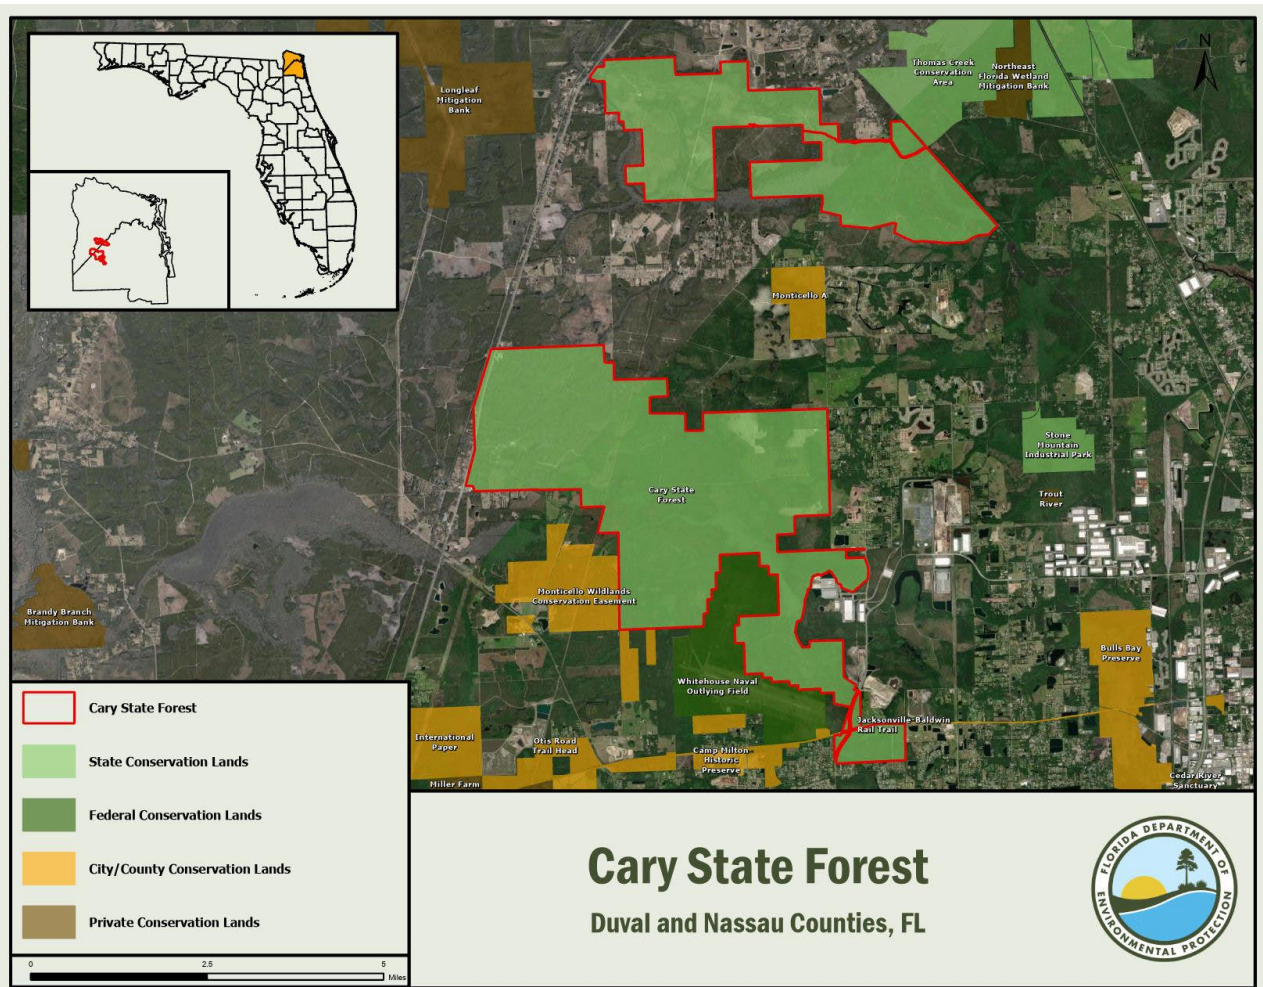 N
Thomas Creek
Conservation
Area
Northeast
Florida Wetland
Mitigation Bank
Longleaf
Mitigation
Bank
Monticello A
Stone
Mountain
Industrial Park
Cary State
Forest
Trout
River
Monticello Wildlands
Conservation Easement
Brandy Branch
Mitigation Bank
Bulls Bay
Preserve
Whitehouse Naval
Outlying Field
Jacksonville-Baldwin
Rail Trail
International
Paper
Otis Road
Trail Head
Camp Milton
Historic
Preserve
Miller Farm
Cedar River
Sanctuary
Cary State Forest
State Conservation Lands
Federal Conservation Lands
City/County Conservation Lands
Private Conservation Lands
0 2.5 5
Miles
Cary State Forest
Duval and Nassau Counties, FL
FLORIDA DEPARTMENT OF
ENVIRONMENTAL PROTECTION